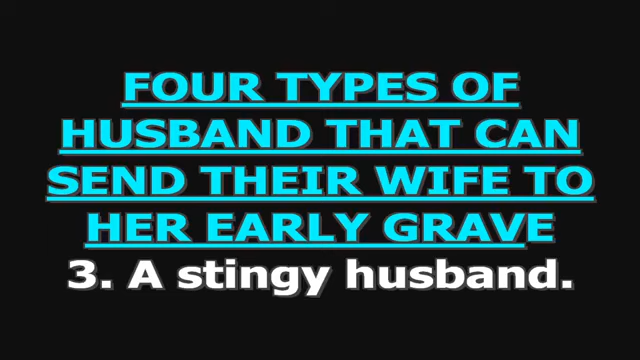 FOUR TYPES OF
HUSBAND THAT CAN
SEND THEIR WIFE TO
HER EARLY GRAVE
3. A stingy husband.